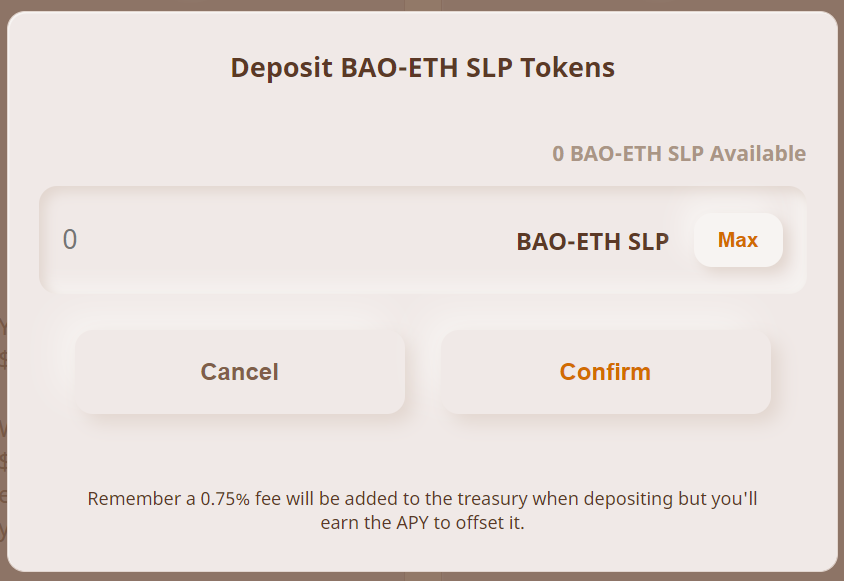 Deposit BAO-ETH SLP Tokens
0 BAO-ETH SLP Available
0 BAO-ETH SLP Max
Cancel Confirm
Remember a 0.75% fee will be added to the treasury when depositing but you'll
earn the APY to offset it.